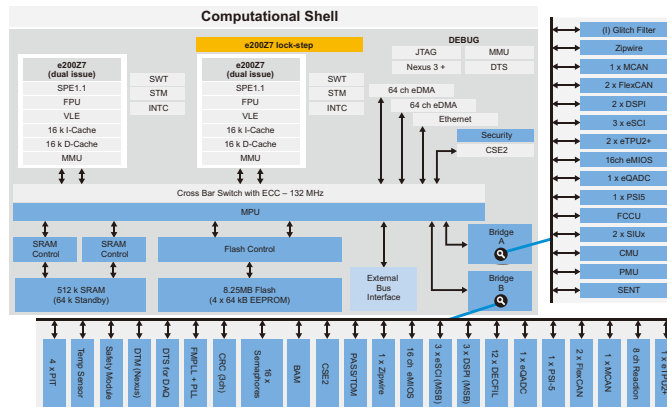 Computational Shell
e200Z7
(dual issue)
SPE1.1
FPU
VLE
16 k I-Cache
16 k D-Cache
MMU
SWT
STM
INTC
e200Z7 lock-step
e200Z7
(dual issue)
SPE1.1
FPU
VLE
16 k I-Cache
16 k D-Cache
MMU
SWT
STM
INTC
DEBUG
JTAG
MMU
Nexus 3 +
DTS
64 ch eDMA
64 ch eDMA
Ethernet
Security
CSE2
Cross Bar Switch with ECC – 132 MHz
MPU
SRAM
Control
SRAM
Control
Flash Control
Bridge
A
512 k SRAM
(64 k Standby)
8.25MB Flash
(4 x 64 kB EEPROM)
External
Bus
Interface
Bridge
B
(I) Glitch Filter
Zipwire
1 x MCAN
2 x FlexCAN
2 x DSPI
3 x eSCI
2 x eTPU2+
16ch eMIOS
1 x eQADC
1 x PSI5
FCCU
2 x SIUx
CMU
PMU
SENT
4 x PIT
Temp Sensor
Safety Module
DTM (Nexus)
DTS for DAQ
FMPLL + PLL
CRC (3ch)
16 x
Semaphores
BAM
CSE2
PASS/TDM
1 x Zipwire
16 ch eMIOS
3 x eSCI (MSB)
3 x DSPI (MSB)
12 x DECFIL
1 x eQADC
1 x PSI-5
2 x FlexCAN
1 x MCAN
8 ch Reaction
1 x eTPU2+